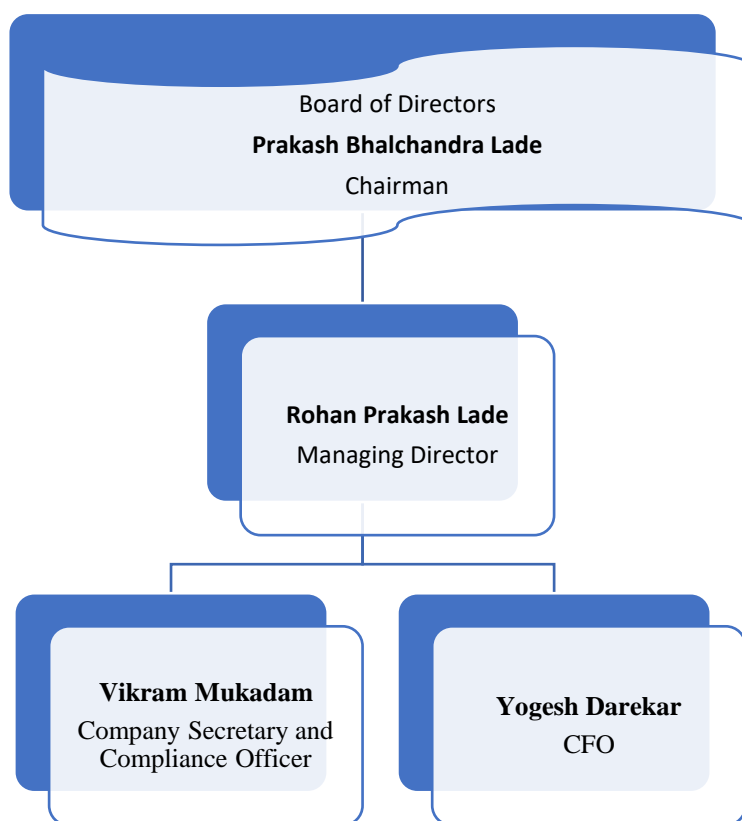 Board of Directors
Prakash Bhalchandra Lade
Chairman
Rohan Prakash Lade
Managing Director
Vikram Mukadam
Company Secretary and
Compliance Officer
Yogesh Darekar
CFO